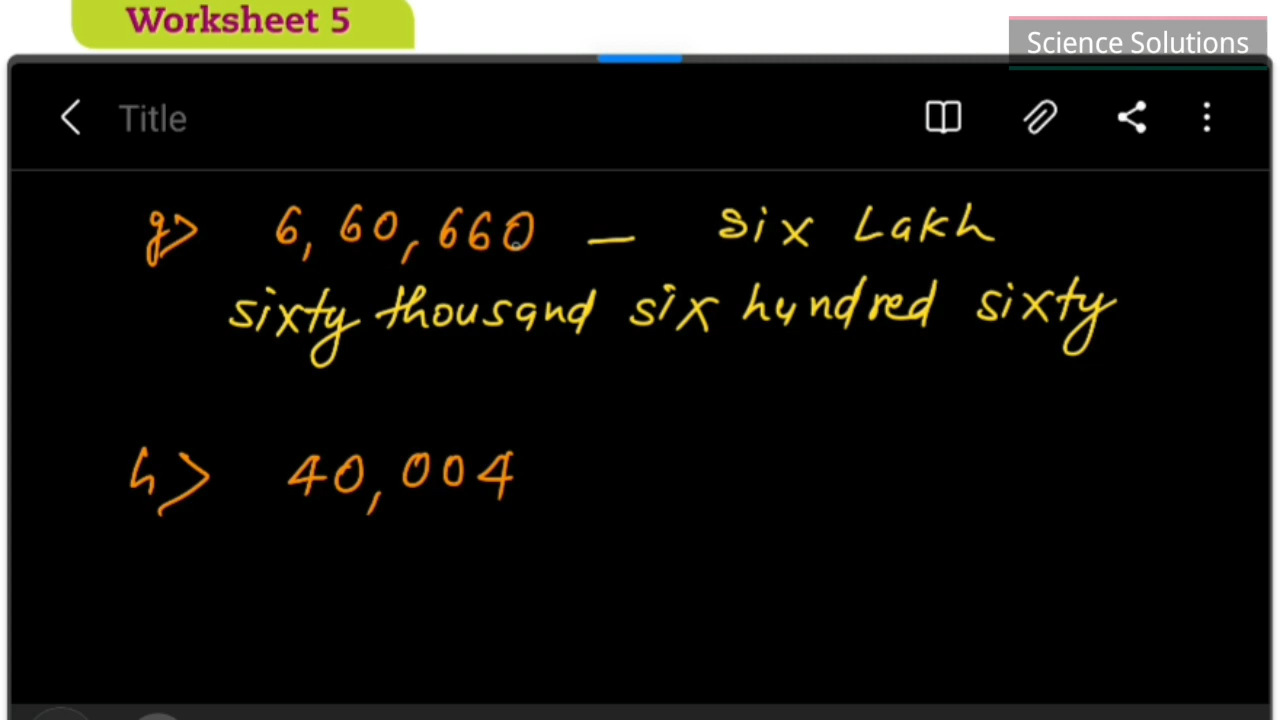 Worksheet 5
Science Solutions
Title
g> 6,60,660 — Six Lakh
sixty thousand six hundred sixty
h> 40,004